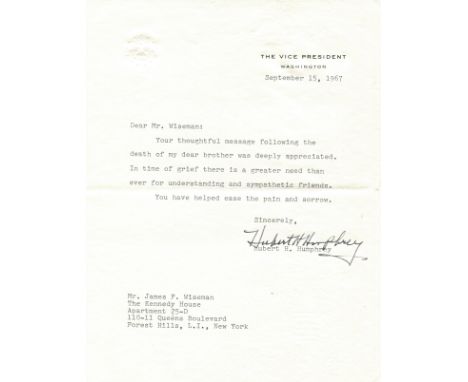 THE VICE PRESIDENT
WASHINGTON
September 15, 1967
Dear Mr. Wiseman:
Your thoughtful message following the
death of my dear brother was deeply appreciated.
In time of grief there is a greater need than
ever for understanding and sympathetic friends.
You have helped ease the pain and sorrow.
Sincerely,
Hubert H Humphrey
Hubert H. Humphrey
Mr. James F. Wiseman
The Kennedy House
Apartment 25-D
110-11 Queens Boulevard
Forest Hills, L.I., New York